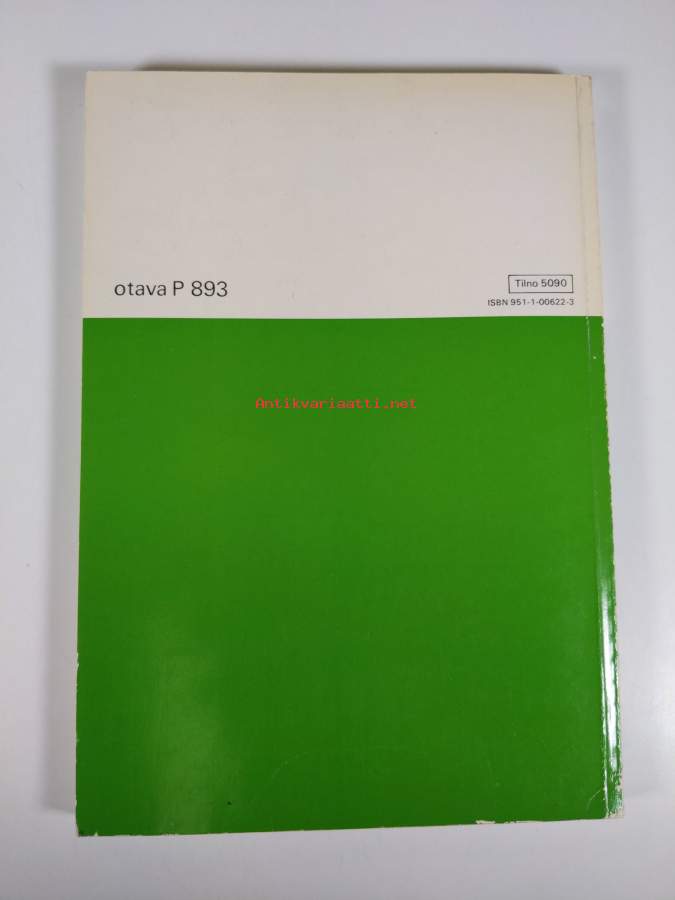 otava P 893
Tilno 5090
ISBN 951-1-00622-3
Antikvariaatti.net